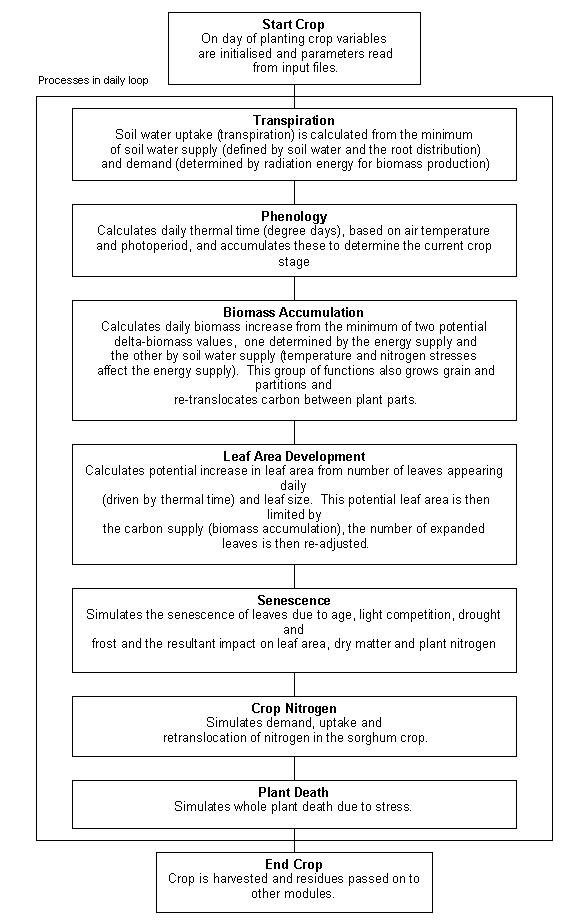 Start Crop
On day of planting crop variables
are initialised and parameters read
from input files.
Processes in daily loop
Transpiration
Soil water uptake (transpiration) is calculated from the minimum
of soil water supply (defined by soil water and the root distribution)
and demand (determined by radiation energy for biomass production)
Phenology
Calculates daily thermal time (degree days), based on air temperature
and photoperiod, and accumulates these to determine the current crop
stage
Biomass Accumulation
Calculates daily biomass increase from the minimum of two potential
delta-biomass values, one determined by the energy supply and
the other by soil water supply (temperature and nitrogen stresses
affect the energy supply). This group of functions also grows grain and
partitions and
re-translocates carbon between plant parts.
Leaf Area Development
Calculates potential increase in leaf area from number of leaves appearing
daily
(driven by thermal time) and leaf size. This potential leaf area is then
limited by
the carbon supply (biomass accumulation), the number of expanded
leaves is then re-adjusted.
Senescence
Simulates the senescence of leaves due to age, light competition, drought
and
frost and the resultant impact on leaf area, dry matter and plant nitrogen
Crop Nitrogen
Simulates demand, uptake and
retranslocation of nitrogen in the sorghum crop.
Plant Death
Simulates whole plant death due to stress.
End Crop
Crop is harvested and residues passed on to
other modules.